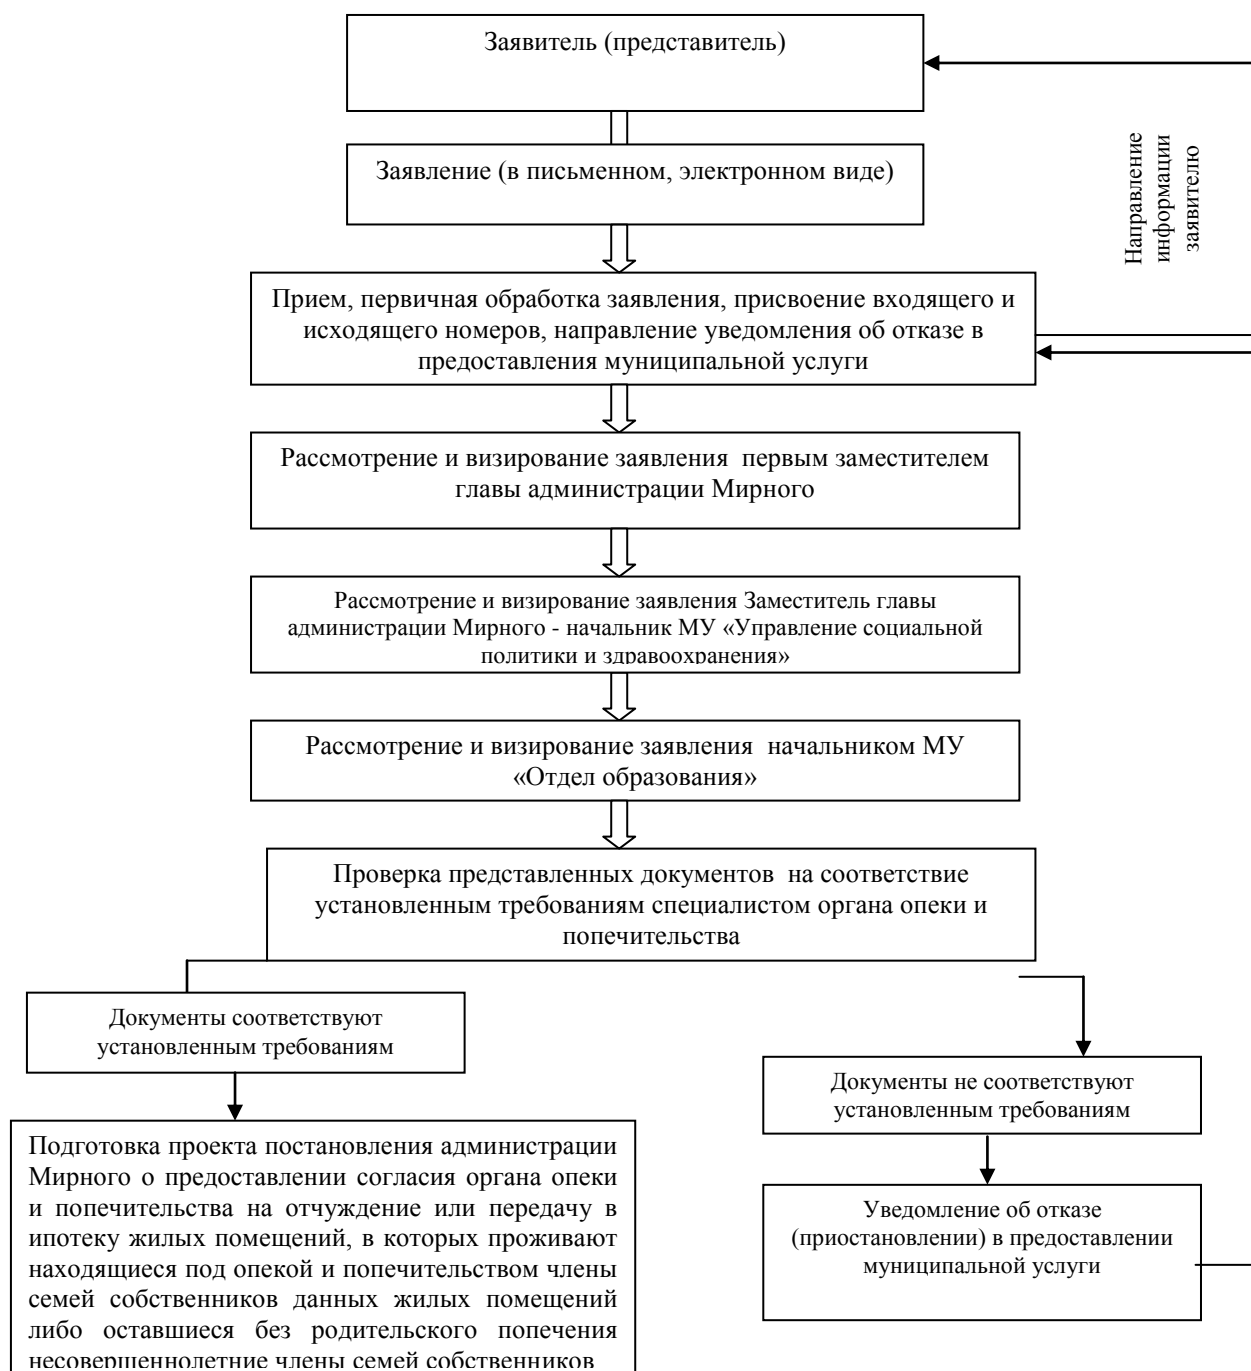 Заявитель (представитель)
Направление
информации
заявителю
Заявление (в письменном, электронном виде)
Прием, первичная обработка заявления, присвоение входящего и
исходящего номеров, направление уведомления об отказе в
предоставления муниципальной услуги
Рассмотрение и визирование заявления первым заместителем
главы администрации Мирного
Рассмотрение и визирование заявления Заместитель главы
администрации Мирного - начальник МУ «Управление социальной
политики и здравоохранения»
Рассмотрение и визирование заявления начальником МУ
«Отдел образования»
Проверка представленных документов на соответствие
установленным требованиям специалистом органа опеки и
попечительства
Документы соответствуют
установленным требованиям
Документы не соответствуют
установленным требованиям
Подготовка проекта постановления администрации
Мирного о предоставлении согласия органа опеки
и попечительства на отчуждение или передачу в
ипотеку жилых помещений, в которых проживают
находящиеся под опекой и попечительством члены
семей собственников данных жилых помещений
либо оставшиеся без родительского попечения
несовершеннолетние члены семей собственников
Уведомление об отказе
(приостановлении) в предоставлении
муниципальной услуги